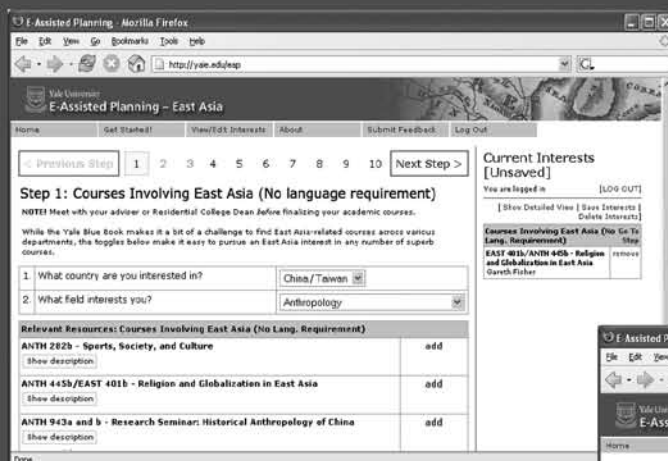 E-Assisted Planning - Mozilla Firefox
File Edit View Go Bookmarks Tools Help
http://yale.edu/eap
Yale University
E-Assisted Planning – East Asia
Home Get Started! View/Edit Interests About Submit Feedback Log Out
< Previous Step 1 2 3 4 5 6 7 8 9 10 Next Step >
Step 1: Courses Involving East Asia (No language requirement)
NOTE! Meet with your adviser or Residential College Dean before finalizing your academic courses.
While the Yale Blue Book makes it a bit of a challenge to find East Asia-related courses across various
departments, the toggles below make it easy to pursue an East Asia interest in any number of superb
courses.
1. What country are you interested in? China/Taiwan
2. What field interests you? Anthropology
Relevant Resources: Courses Involving East Asia (No Lang. Requirement)
ANTH 282b - Sports, Society, and Culture add
Show description
ANTH 445b/EAST 401b - Religion and Globalization in East Asia add
Show description
ANTH 943a and b - Research Seminar: Historical Anthropology of China add
Show description
Done
Current Interests
[Unsaved]
You are logged in [LOG OUT]
[ Show Detailed View | Save Interests |
Delete Interests]
Courses Involving East Asia (No Go To
Lang. Requirement) Step
EAST 401b/ANTH 445b - Religion remove
and Globalization in East Asia
Gareth Fisher
E-Assisted P
File Edit View
Yale Uni
E-Ass
Home